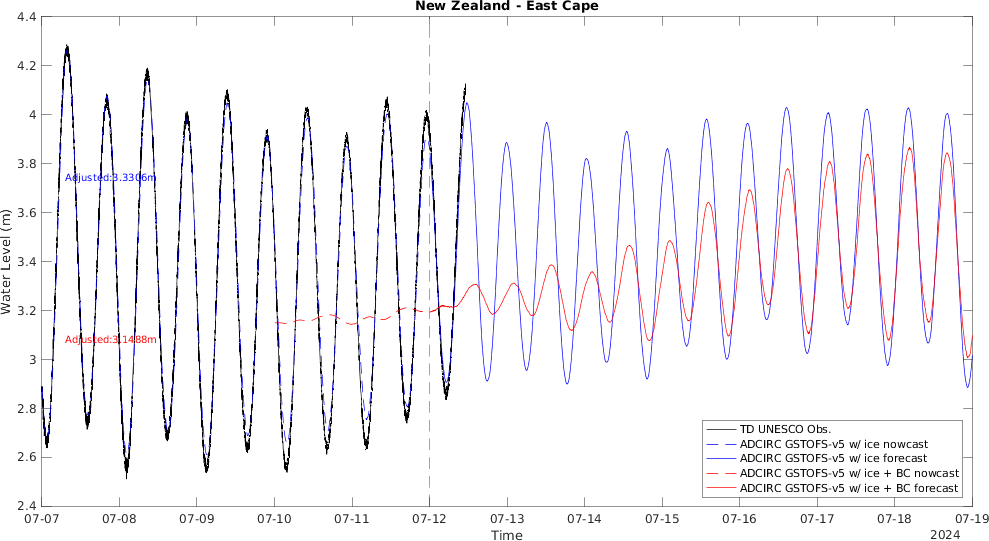 New Zealand - East Cape
4.4
4.2
4
3.8
3.6
3.4
3.2
3
2.8
2.6
2.4
Water Level (m)
Adjusted:3.3306m
Adjusted:3.1488m
TD UNESCO Obs.
ADCIRC GSTOFS-v5 w/ ice nowcast
ADCIRC GSTOFS-v5 w/ ice forecast
ADCIRC GSTOFS-v5 w/ ice + BC nowcast
ADCIRC GSTOFS-v5 w/ ice + BC forecast
07-07 07-08 07-09 07-10 07-11 07-12 07-13 07-14 07-15 07-16 07-17 07-18 07-19
Time
2024